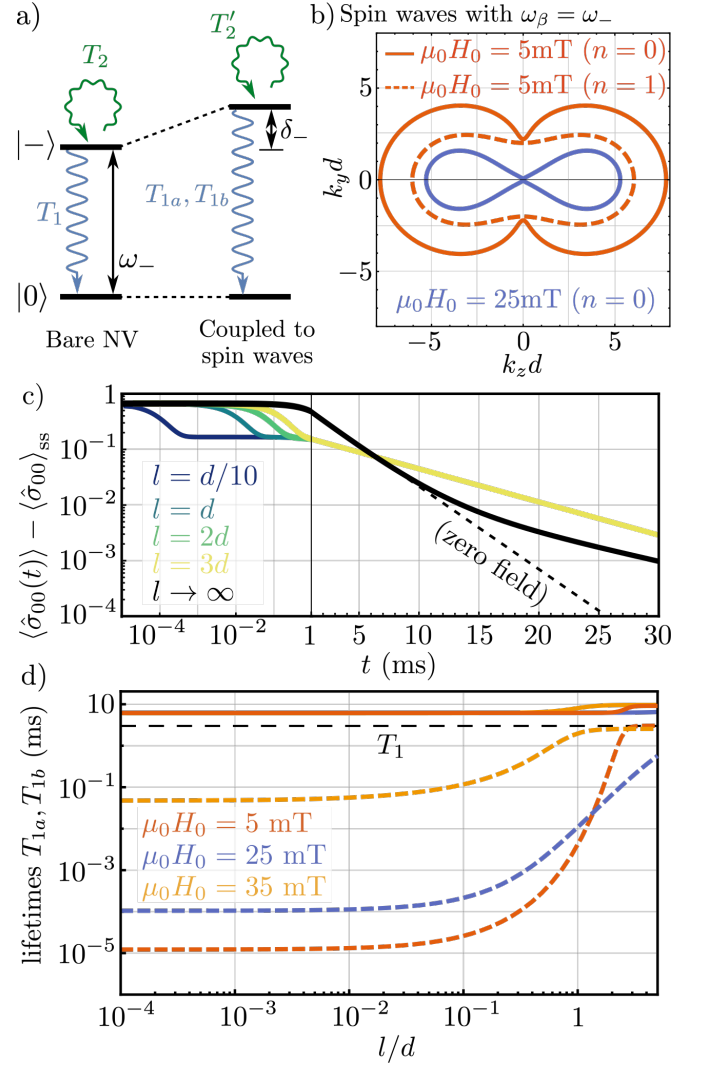 a)
T₂
T₂′
|−⟩
δ₋
T₁
T₁ₐ, T₁b
ω₋
|0⟩
Bare NV
Coupled to
spin waves
b) Spin waves with ω_β = ω₋
μ₀H₀ = 5mT (n = 0)
μ₀H₀ = 5mT (n = 1)
5
k_y d
0
−5
μ₀H₀ = 25mT (n = 0)
−5 0 5
k_z d
c)
⟨σ̂₀₀(t)⟩ − ⟨σ̂₀₀⟩ss
1
10⁻¹
10⁻²
10⁻³
10⁻⁴
l = d/10
l = d
l = 2d
l = 3d
l → ∞
(zero field)
10⁻⁴ 10⁻² 1 5 10 15 20 25 30
t (ms)
d)
lifetimes T₁ₐ, T₁b (ms)
10
10⁻¹
10⁻³
10⁻⁵
T₁
μ₀H₀ = 5 mT
μ₀H₀ = 25 mT
μ₀H₀ = 35 mT
10⁻⁴ 10⁻³ 10⁻² 10⁻¹ 1
l/d